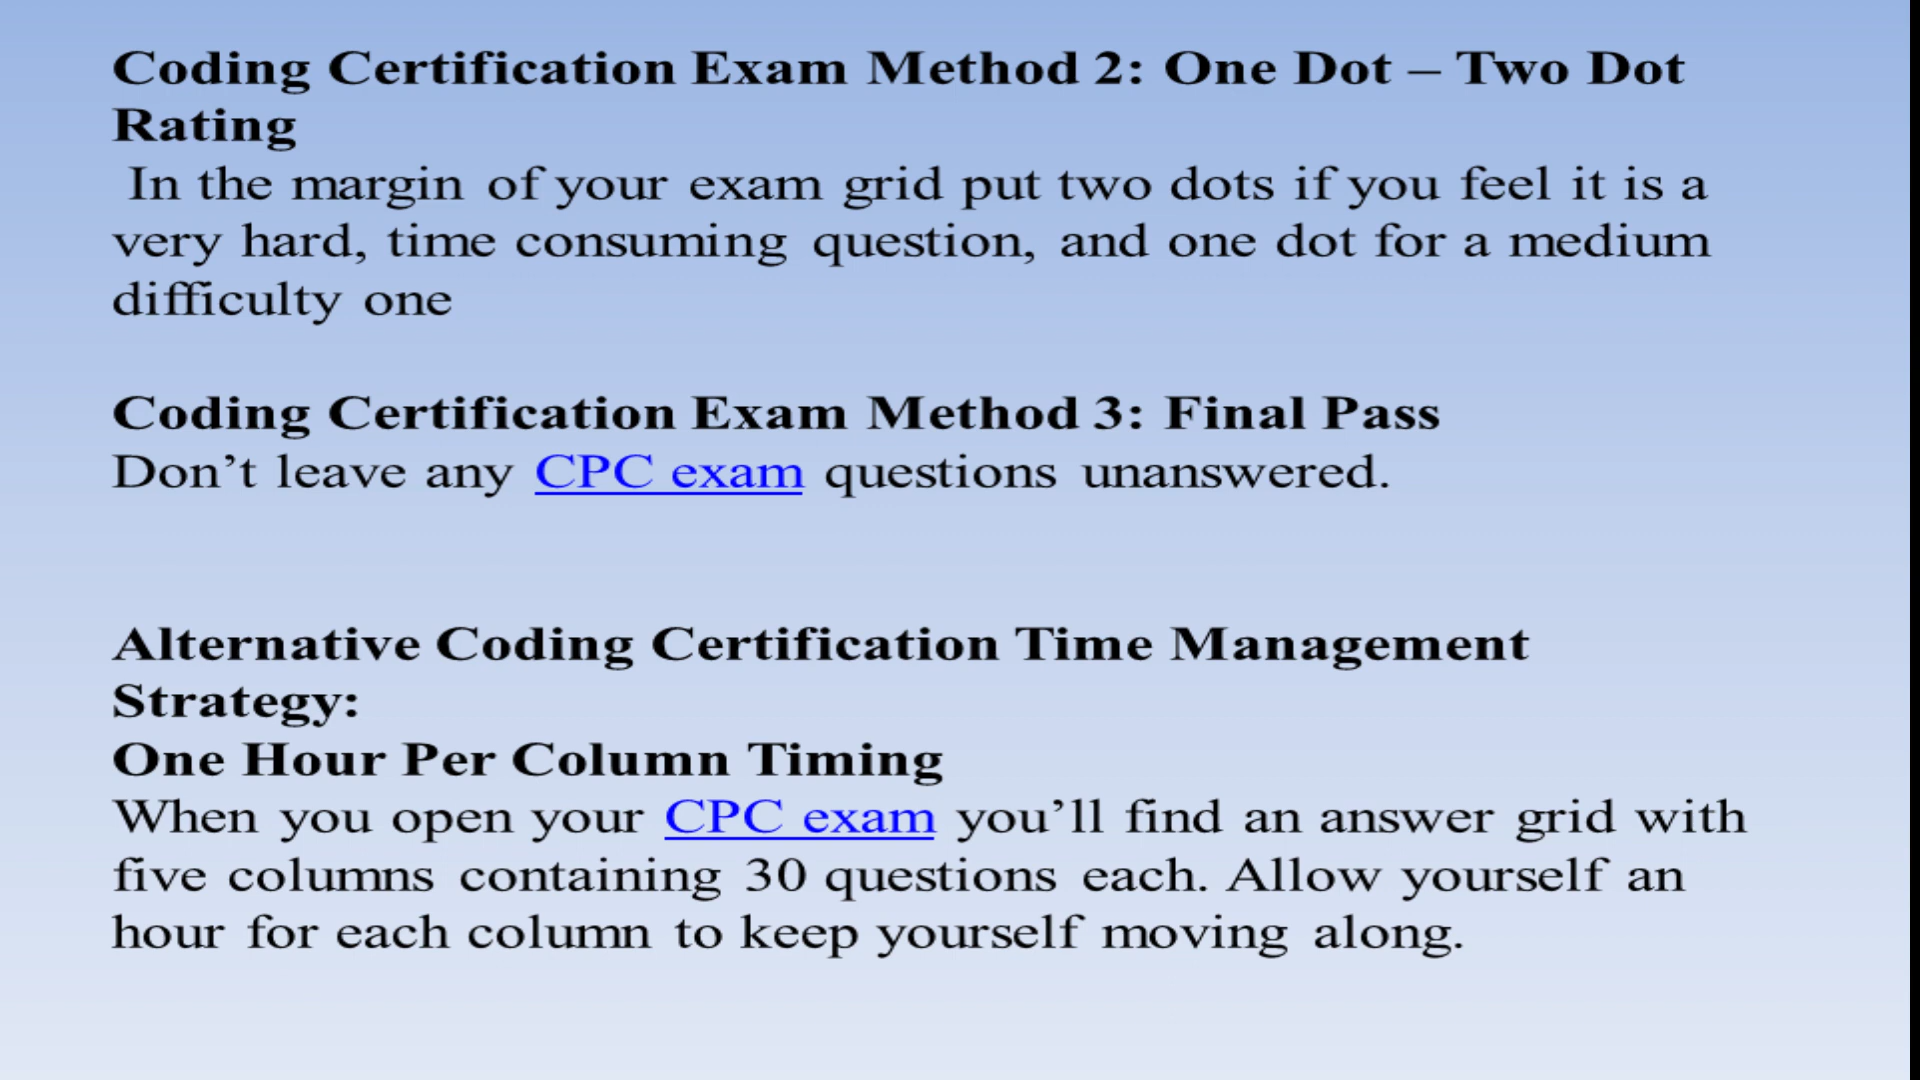 Coding Certification Exam Method 2: One Dot – Two Dot
Rating
In the margin of your exam grid put two dots if you feel it is a
very hard, time consuming question, and one dot for a medium
difficulty one
Coding Certification Exam Method 3: Final Pass
Don’t leave any CPC exam questions unanswered.
Alternative Coding Certification Time Management
Strategy:
One Hour Per Column Timing
When you open your CPC exam you’ll find an answer grid with
five columns containing 30 questions each. Allow yourself an
hour for each column to keep yourself moving along.